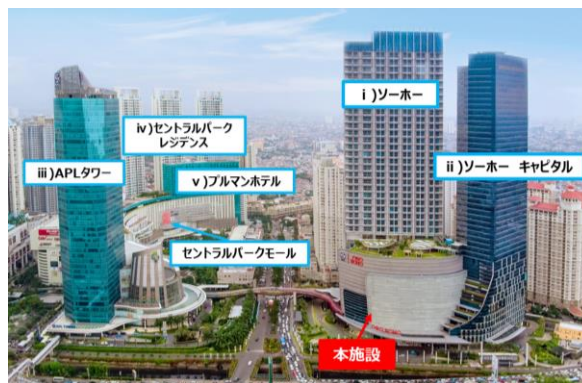 i)ソーホー
iv)セントラルパーク
レジデンス
iii)APLタワー
v)プルマンホテル
ii)ソーホー キャピタル
セントラルパークモール
本施設